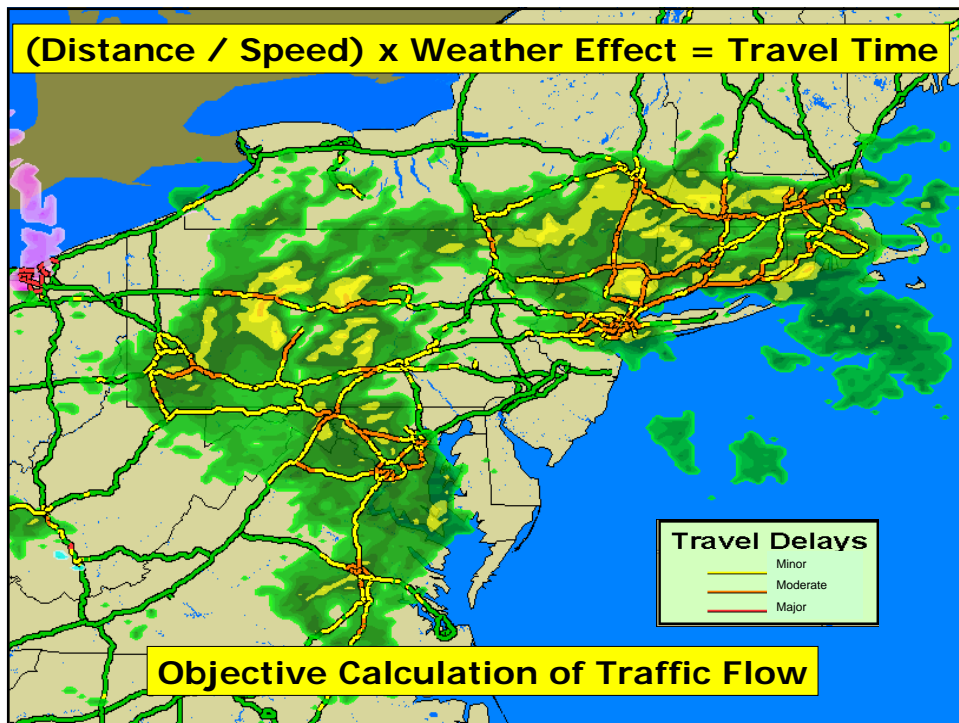 (Distance / Speed) x Weather Effect = Travel Time
Travel Delays
Minor
Moderate
Major
Objective Calculation of Traffic Flow